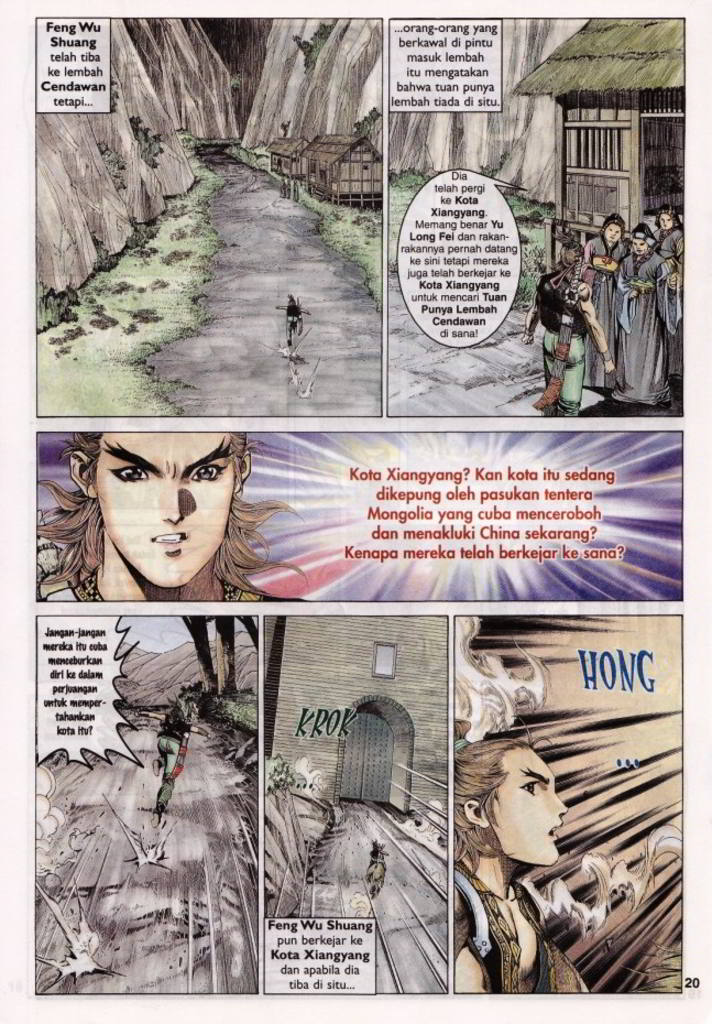 Feng Wu
Shuang
telah tiba
ke lembah
Cendawan
tetapi...
...orang-orang yang
berkawal di pintu
masuk lembah
itu mengatakan
bahwa tuan punya
lembah tiada di situ.
Dia
telah pergi
ke Kota
Xiangyang.
Memang benar Yu
Long Fei dan rakan-
rakannya pernah datang
ke sini tetapi mereka
juga telah berkejar ke
Kota Xiangyang
untuk mencari Tuan
Punya Lembah
Cendawan
di sana!
Kota Xiangyang? Kan kota itu sedang
dikepung oleh pasukan tentera
Mongolia yang cuba menceroboh
dan menakluki China sekarang?
Kenapa mereka telah berkejar ke sana?
Jangan-jangan
mereka itu cuba
menceburkan
diri ke dalam
perjuangan
untuk memper-
tahankan
kota itu?
KROK
Feng Wu Shuang
pun berkejar ke
Kota Xiangyang
dan apabila dia
tiba di situ...
HONG
...
20